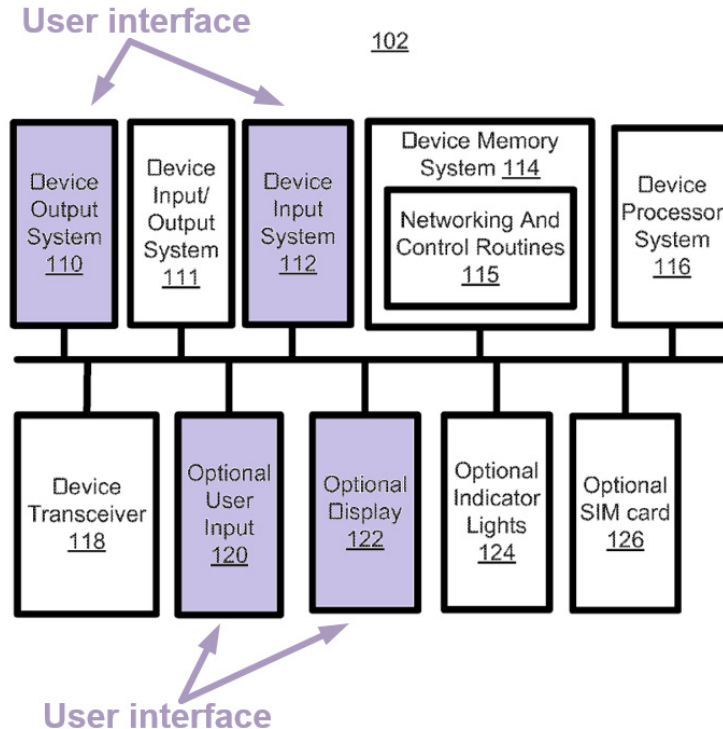 User interface
102
Device
Output
System
110
Device
Input/
Output
System
111
Device
Input
System
112
Device Memory
System 114
Networking And
Control Routines
115
Device
Processor
System
116
Device
Transceiver
118
Optional
User
Input
120
Optional
Display
122
Optional
Indicator
Lights
124
Optional
SIM card
126
User interface